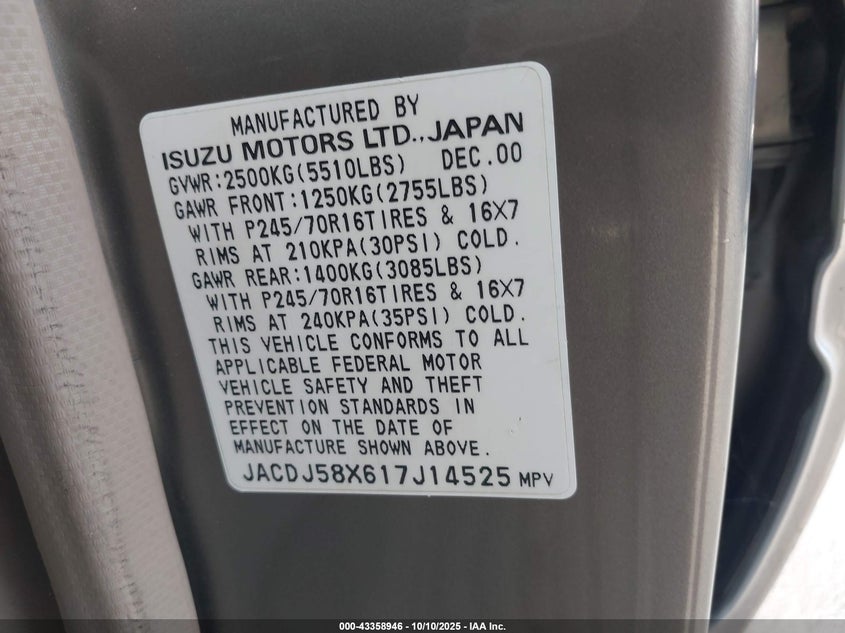 MANUFACTURED BY
ISUZU MOTORS LTD., JAPAN
GVWR:2500KG(5510LBS) DEC.00
GAWR FRONT:1250KG(2755LBS)
WITH P245/70R16TIRES & 16X7
RIMS AT 210KPA(30PSI) COLD.
GAWR REAR:1400KG(3085LBS)
WITH P245/70R16TIRES & 16X7
RIMS AT 240KPA(35PSI) COLD.
THIS VEHICLE CONFORMS TO ALL
APPLICABLE FEDERAL MOTOR
VEHICLE SAFETY AND THEFT
PREVENTION STANDARDS IN
EFFECT ON THE DATE OF
MANUFACTURE SHOWN ABOVE.
JACDJ58X617J14525 MPV
000-43358946 - 10/10/2025 - IAA Inc.